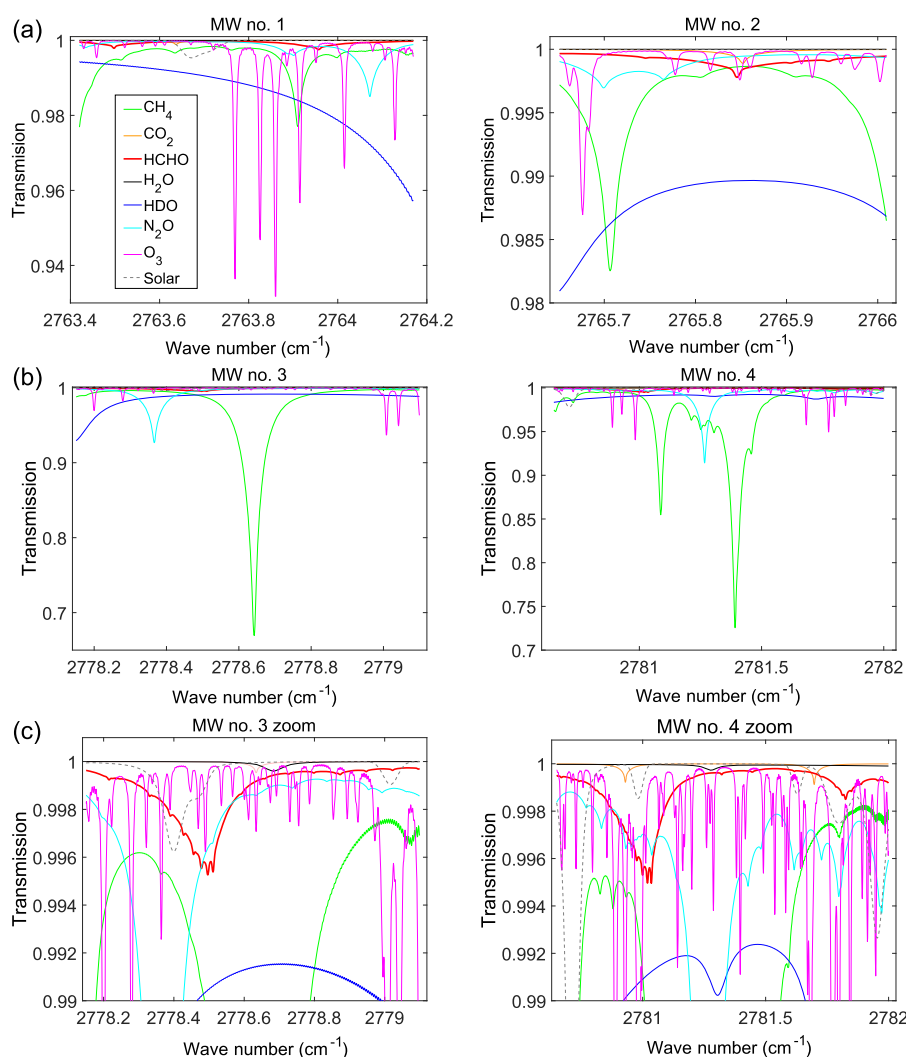 (a)
MW no. 1
MW no. 2
1
0.98
0.96
0.94
Transmission
CH4
CO2
HCHO
H2O
HDO
N2O
O3
Solar
2763.4 2763.6 2763.8 2764 2764.2
Wave number (cm-1)
1
0.995
0.99
0.985
0.98
Transmission
2765.7 2765.8 2765.9 2766
Wave number (cm-1)
(b)
MW no. 3
MW no. 4
1
0.9
0.8
0.7
Transmission
2778.2 2778.4 2778.6 2778.8 2779
Wave number (cm-1)
1
0.95
0.9
0.85
0.8
0.75
0.7
Transmission
2781 2781.5 2782
Wave number (cm-1)
(c)
MW no. 3 zoom
MW no. 4 zoom
1
0.998
0.996
0.994
0.992
0.99
Transmission
2778.2 2778.4 2778.6 2778.8 2779
Wave number (cm-1)
1
0.998
0.996
0.994
0.992
0.99
Transmission
2781 2781.5 2782
Wave number (cm-1)